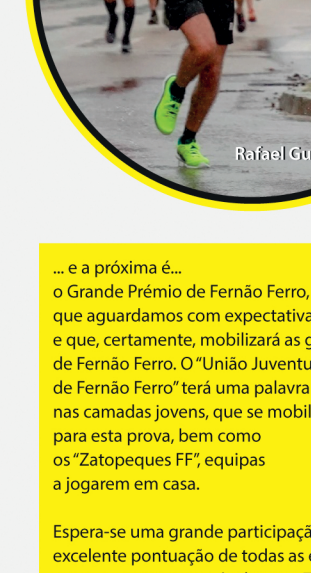 Rafael Gu
... e a próxima é...
o Grande Prémio de Fernão Ferro,
que aguardamos com expectativa
e que, certamente, mobilizará as g
de Fernão Ferro. O “União Juventu
de Fernão Ferro” terá uma palavra
nas camadas jovens, que se mobil
para esta prova, bem como
os “Zatopeques FF”, equipas
a jogarem em casa.
Espera-se uma grande participaçã
excelente pontuação de todas as e